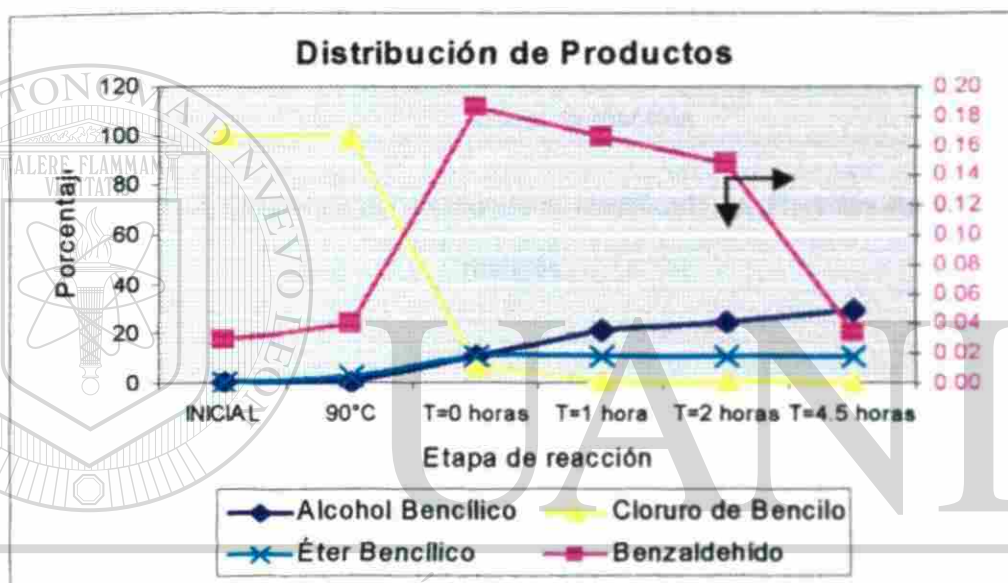 Distribución de Productos
120
100
80
60
40
20
0
Porcentaje
0.20
0.18
0.16
0.14
0.12
0.10
0.08
0.06
0.04
0.02
0.00
INICIAL 90°C T=0 horas T=1 hora T=2 horas T=4.5 horas
Etapa de reacción
Alcohol Bencílico Cloruro de Bencilo
Éter Bencílico Benzaldehido
UANL